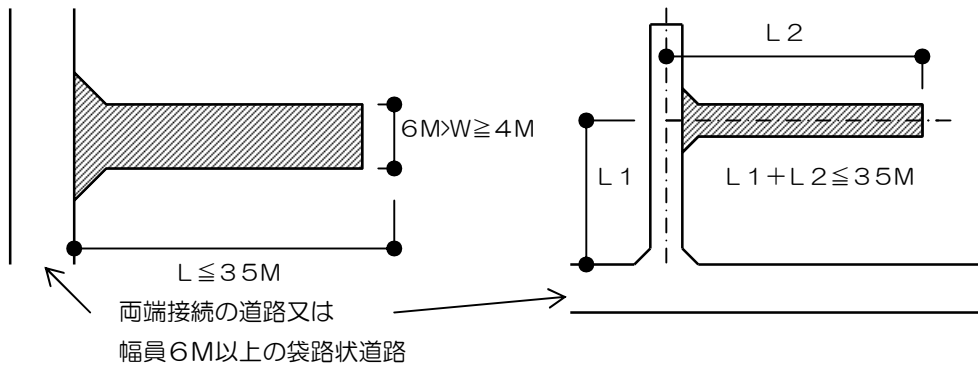 L2
6M>W≧4M
L1
L1+L2≦35M
L≦35M
両端接続の道路又は
幅員6M以上の袋路状道路